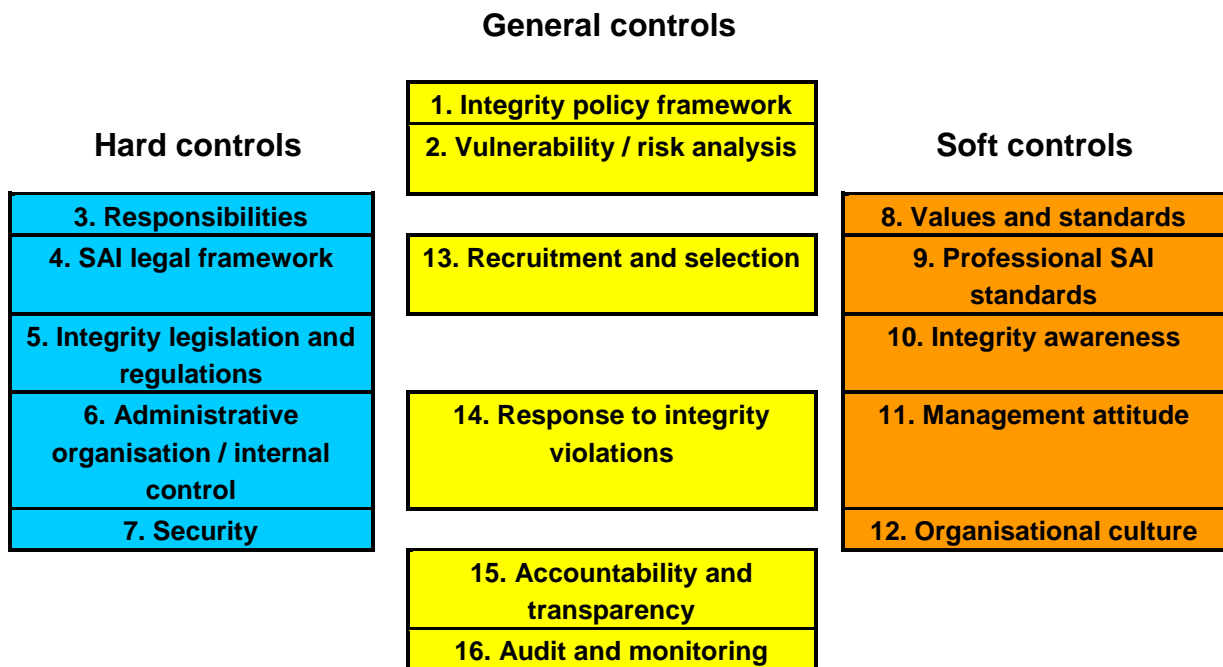 General controls
1. Integrity policy framework
Hard controls
2. Vulnerability / risk analysis
Soft controls
3. Responsibilities
8. Values and standards
4. SAI legal framework
13. Recruitment and selection
9. Professional SAI
standards
5. Integrity legislation and
regulations
10. Integrity awareness
6. Administrative
organisation / internal
control
14. Response to integrity
violations
11. Management attitude
7. Security
12. Organisational culture
15. Accountability and
transparency
16. Audit and monitoring